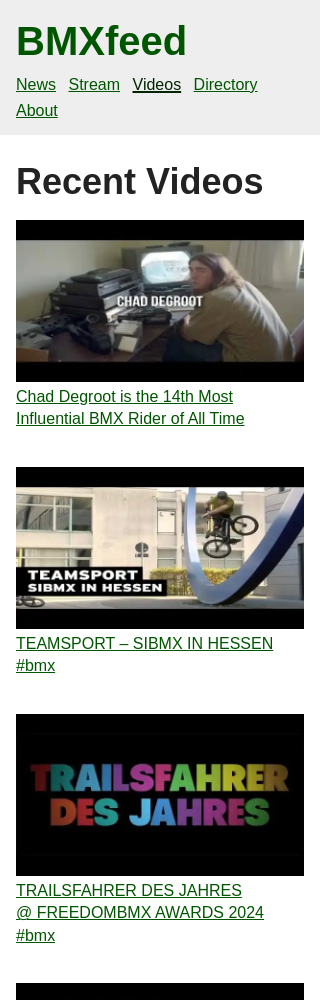 BMXfeed
News Stream Videos Directory
About
Recent Videos
CHAD DEGROOT
Chad Degroot is the 14th Most
Influential BMX Rider of All Time
TEAMSPORT
SIBMX IN HESSEN
TEAMSPORT – SIBMX IN HESSEN
#bmx
TRAILSFAHRER
DES JAHRES
TRAILSFAHRER DES JAHRES
@ FREEDOMBMX AWARDS 2024
#bmx